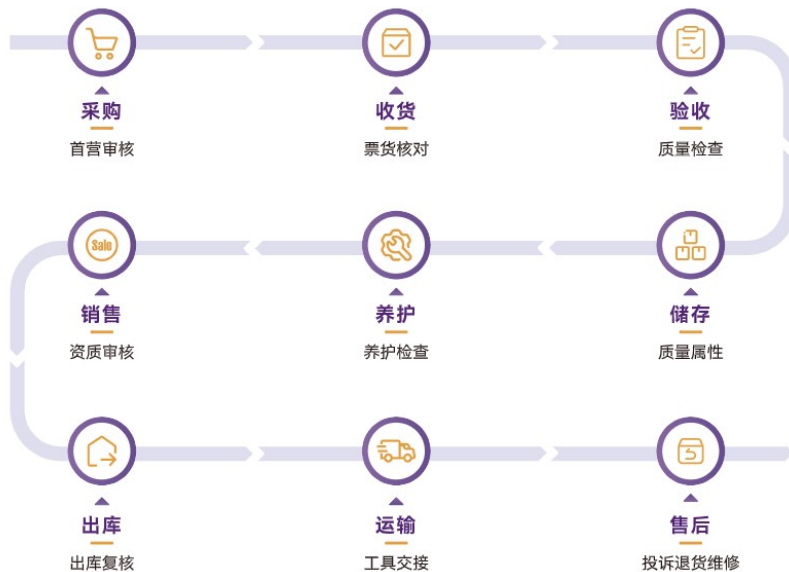 采购
首营审核
收货
票货核对
验收
质量检查
Sale
销售
资质审核
养护
养护检查
储存
质量属性
出库
出库复核
运输
工具交接
售后
投诉退货维修